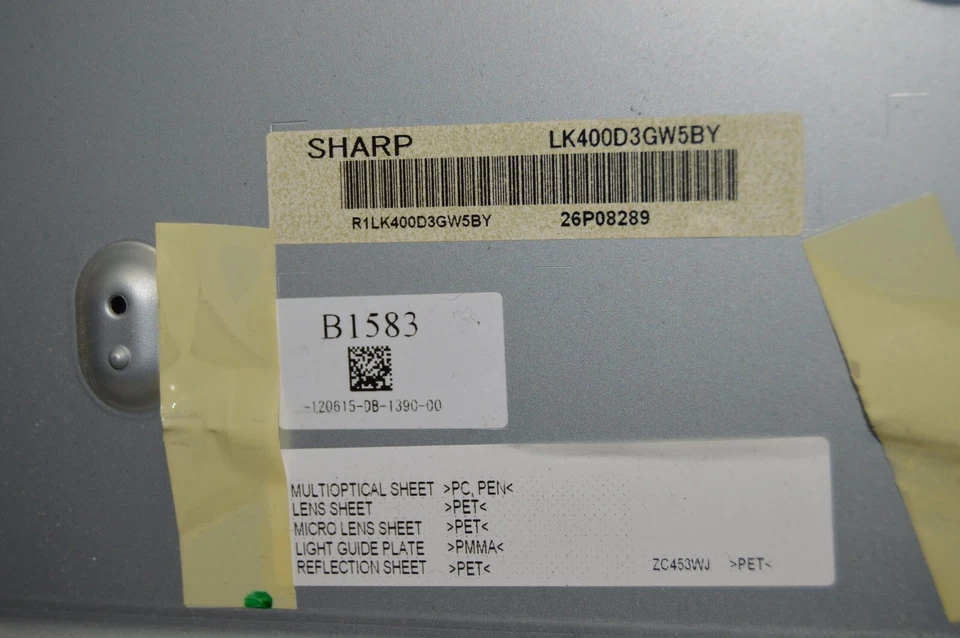 SHARP LK400D3GW5BY
R1LK400D3GW5BY 26P08289
B1583
-120615-DB-1390-00
MULTIOPTICAL SHEET >PC, PEN<
LENS SHEET >PET<
MICRO LENS SHEET >PET<
LIGHT GUIDE PLATE >PMMA<
REFLECTION SHEET >PET<
ZC453WJ >PET<